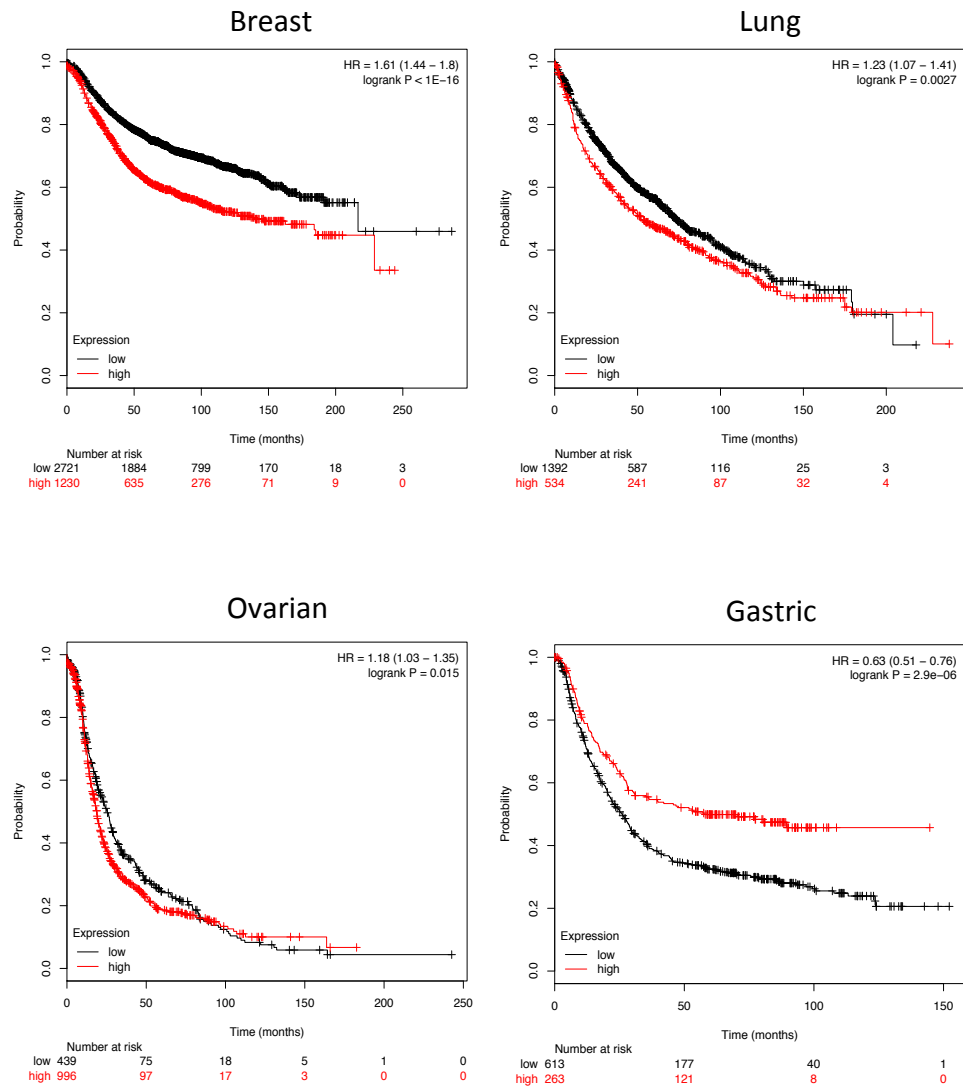 Breast
HR = 1.61 (1.44 − 1.8)
logrank P < 1E−16
Probability
1.0
0.8
0.6
0.4
0.2
0.0
Expression
low
high
0 50 100 150 200 250
Time (months)
Number at risk
low 2721 1884 799 170 18 3
high 1230 635 276 71 9 0
Lung
HR = 1.23 (1.07 − 1.41)
logrank P = 0.0027
Probability
1.0
0.8
0.6
0.4
0.2
0.0
Expression
low
high
0 50 100 150 200
Time (months)
Number at risk
low 1392 587 116 25 3
high 534 241 87 32 4
Ovarian
HR = 1.18 (1.03 − 1.35)
logrank P = 0.015
Probability
1.0
0.8
0.6
0.4
0.2
0.0
Expression
low
high
0 50 100 150 200 250
Time (months)
Number at risk
low 439 75 18 5 1 0
high 996 97 17 3 0 0
Gastric
HR = 0.63 (0.51 − 0.76)
logrank P = 2.9e−06
Probability
1.0
0.8
0.6
0.4
0.2
0.0
Expression
low
high
0 50 100 150
Time (months)
Number at risk
low 613 177 40 1
high 263 121 8 0